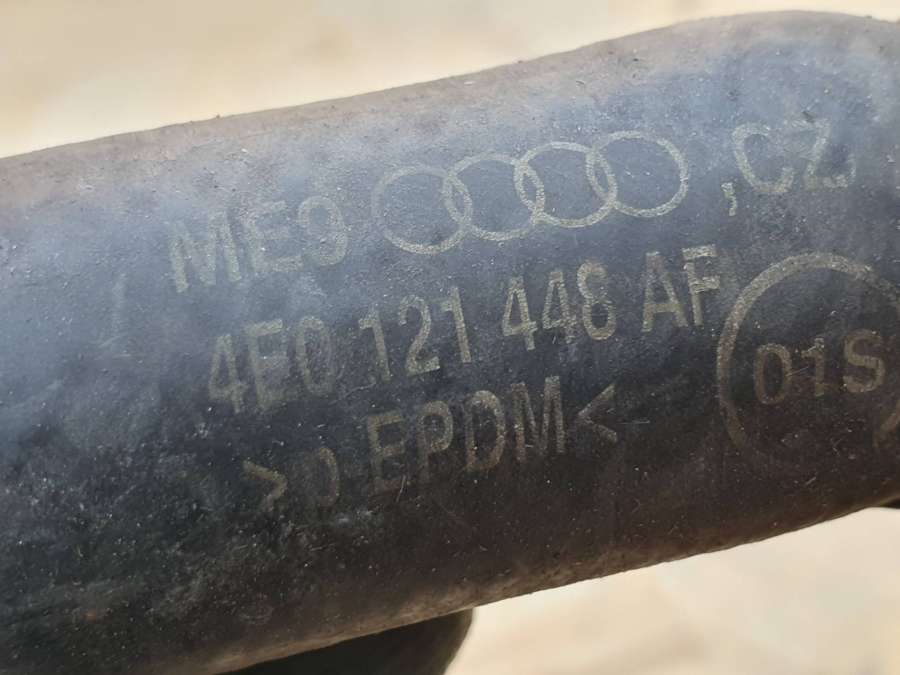 ME9 ,CZ
4E0 121 448 AF
01S
>p EPDM<